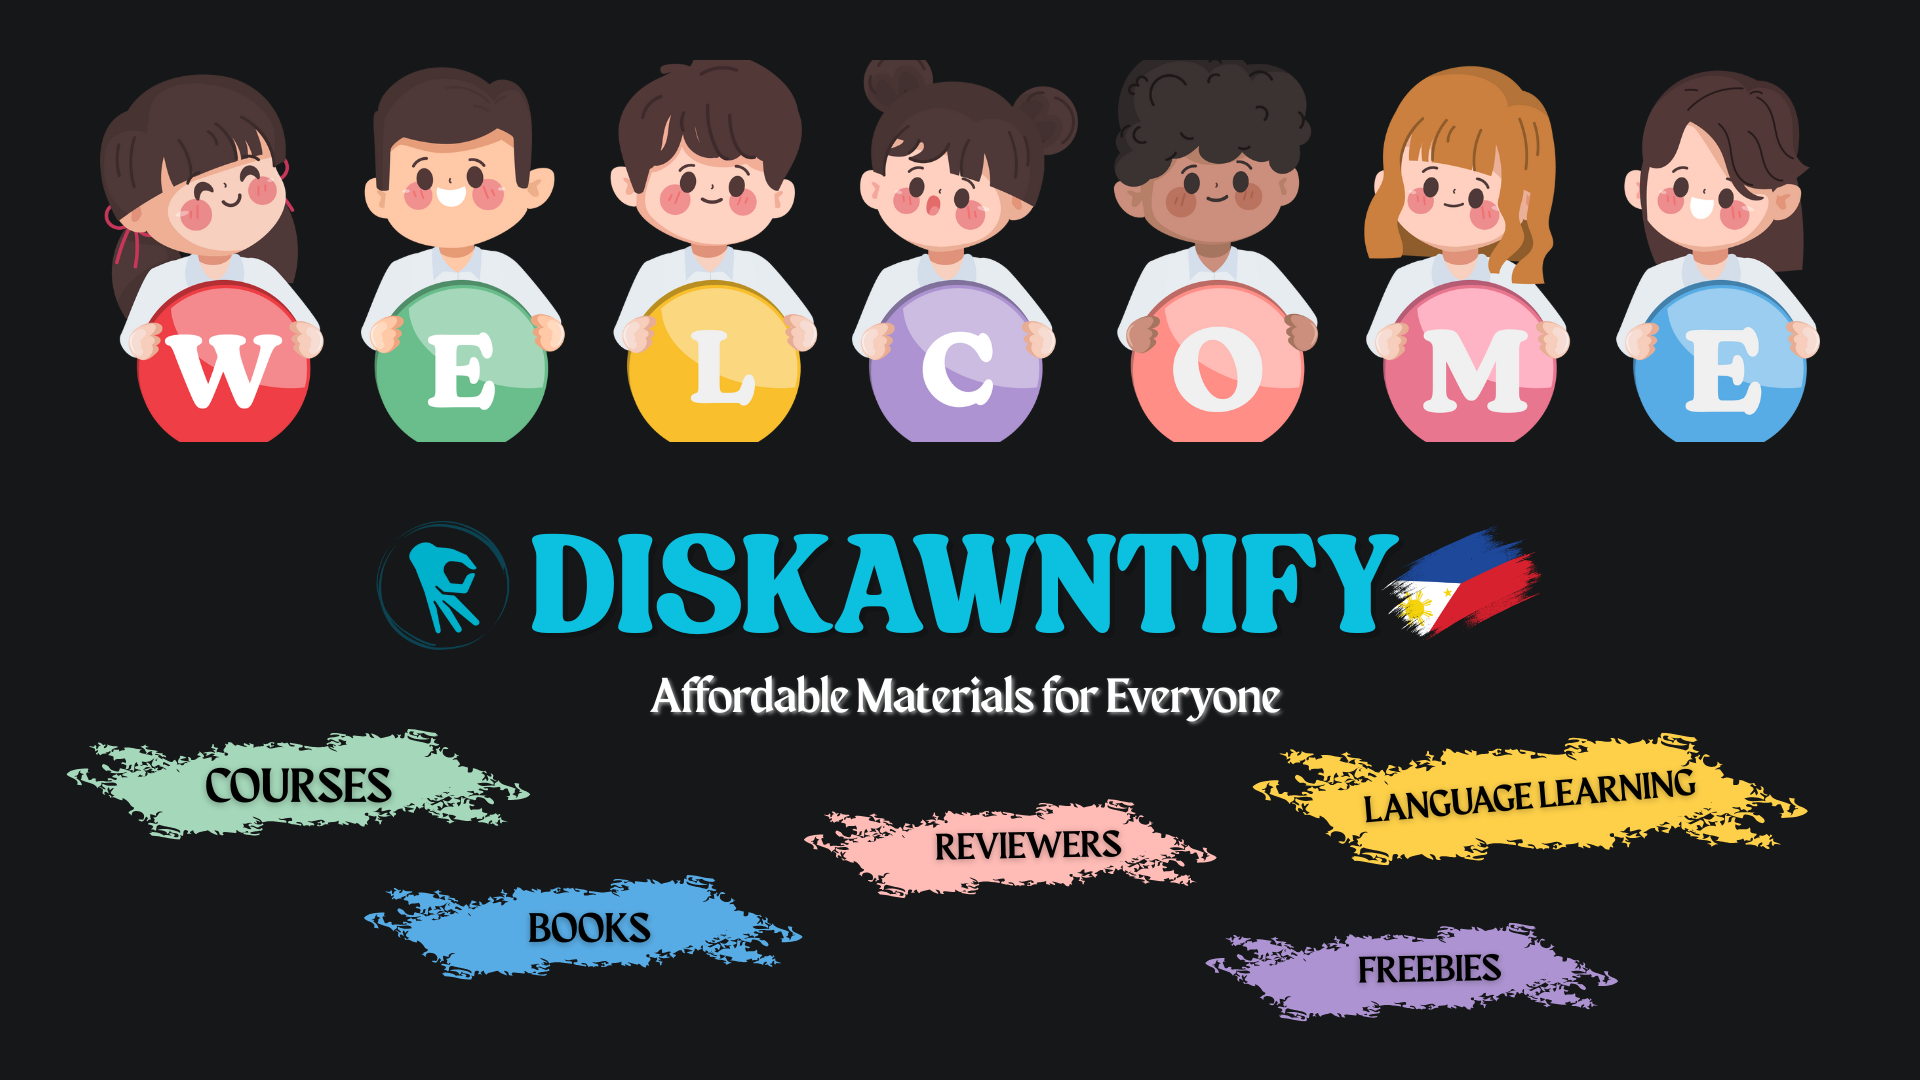 WELCOME
DISKAWNTIFY
Affordable Materials for Everyone
COURSES
LANGUAGE LEARNING
REVIEWERS
BOOKS
FREEBIES